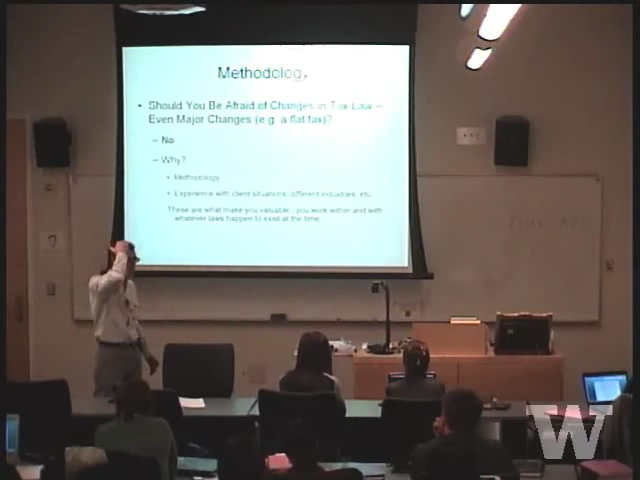 Methodology
• Should You Be Afraid of Changes in Tax Law –
Even Major Changes (e.g. a flat tax)?
– No
– Why?
• Methodology
• Experience with client situations, different industries, etc.
These are what make you valuable - you work within and with
whatever laws happen to exist at the time.
W